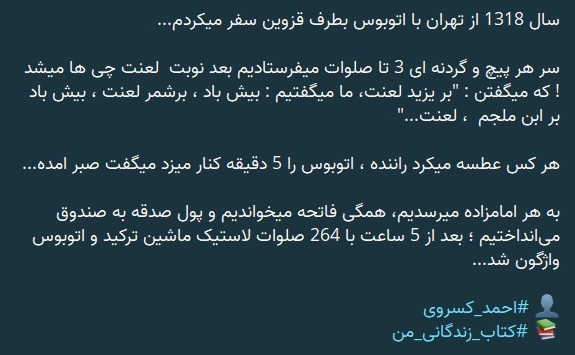 سال 1318 از تهران با اتوبوس بطرف قزوین سفر میکردم...
سر هر پیچ و گردنه ای 3 تا صلوات میفرستادیم بعد نوبت لعنت چی ها میشد
! که میگفتن : "بر یزید لعنت، ما میگفتیم : بیش باد ، برشمر لعنت ، بیش باد
بر ابن ملجم ، لعنت..."
هر کس عطسه میکرد راننده ، اتوبوس را 5 دقیقه کنار میزد میگفت صبر امده...
به هر امامزاده میرسدیم، همگی فاتحه میخواندیم و پول صدقه به صندوق
می‌انداختیم ؛ بعد از 5 ساعت با 264 صلوات لاستیک ماشین ترکید و اتوبوس
واژگون شد...
👤 #احمد_کسروی
📚 #کتاب_زندگانی_من